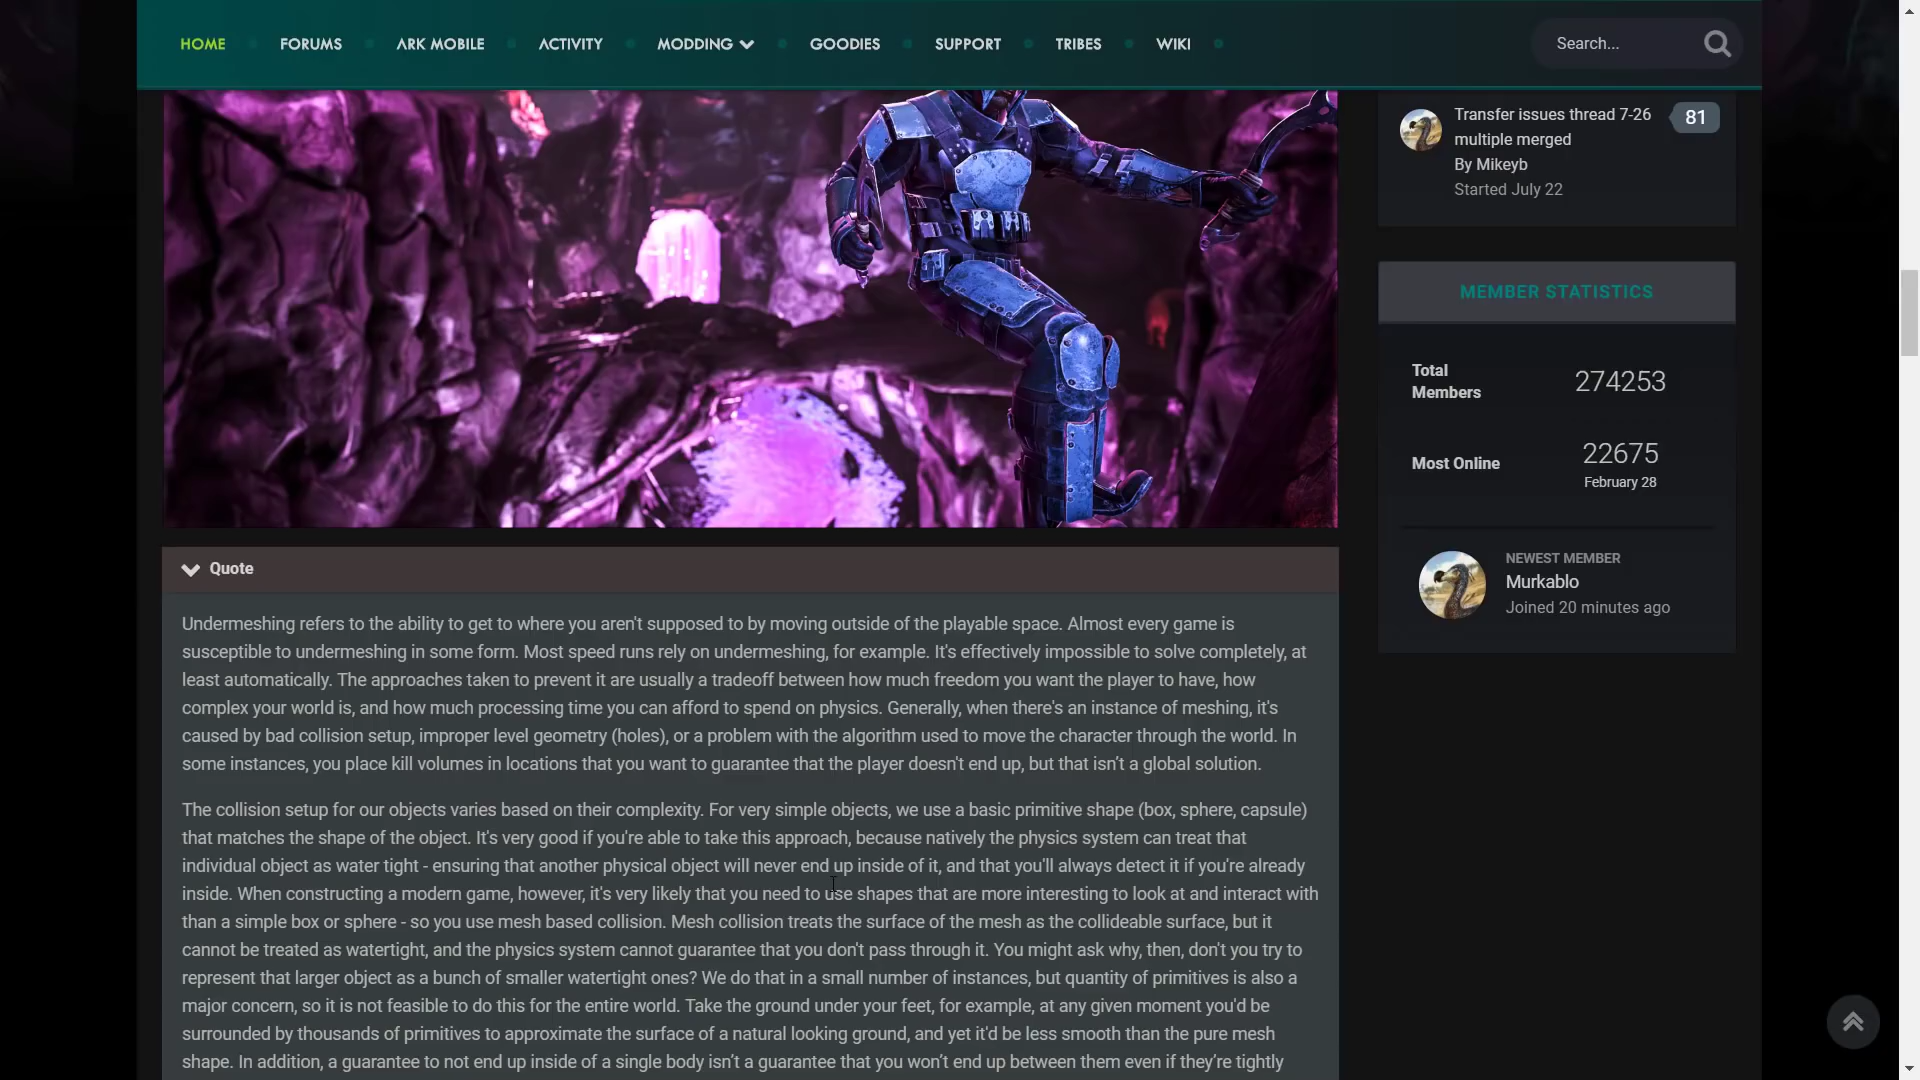 HOME FORUMS ARK MOBILE ACTIVITY MODDING GOODIES SUPPORT TRIBES WIKI Search...
Transfer issues thread 7-26 81
multiple merged
By Mikeyb
Started July 22
MEMBER STATISTICS
Total
Members 274253
Most Online 22675
February 28
NEWEST MEMBER
Murkablo
Joined 20 minutes ago
Quote
Undermeshing refers to the ability to get to where you aren't supposed to by moving outside of the playable space. Almost every game is
susceptible to undermeshing in some form. Most speed runs rely on undermeshing, for example. It's effectively impossible to solve completely, at
least automatically. The approaches taken to prevent it are usually a tradeoff between how much freedom you want the player to have, how
complex your world is, and how much processing time you can afford to spend on physics. Generally, when there's an instance of meshing, it's
caused by bad collision setup, improper level geometry (holes), or a problem with the algorithm used to move the character through the world. In
some instances, you place kill volumes in locations that you want to guarantee that the player doesn't end up, but that isn’t a global solution.
The collision setup for our objects varies based on their complexity. For very simple objects, we use a basic primitive shape (box, sphere, capsule)
that matches the shape of the object. It's very good if you're able to take this approach, because natively the physics system can treat that
individual object as water tight - ensuring that another physical object will never end up inside of it, and that you'll always detect it if you're already
inside. When constructing a modern game, however, it's very likely that you need to use shapes that are more interesting to look at and interact with
than a simple box or sphere - so you use mesh based collision. Mesh collision treats the surface of the mesh as the collideable surface, but it
cannot be treated as watertight, and the physics system cannot guarantee that you don't pass through it. You might ask why, then, don't you try to
represent that larger object as a bunch of smaller watertight ones? We do that in a small number of instances, but quantity of primitives is also a
major concern, so it is not feasible to do this for the entire world. Take the ground under your feet, for example, at any given moment you'd be
surrounded by thousands of primitives to approximate the surface of a natural looking ground, and yet it'd be less smooth than the pure mesh
shape. In addition, a guarantee to not end up inside of a single body isn’t a guarantee that you won’t end up between them even if they’re tightly